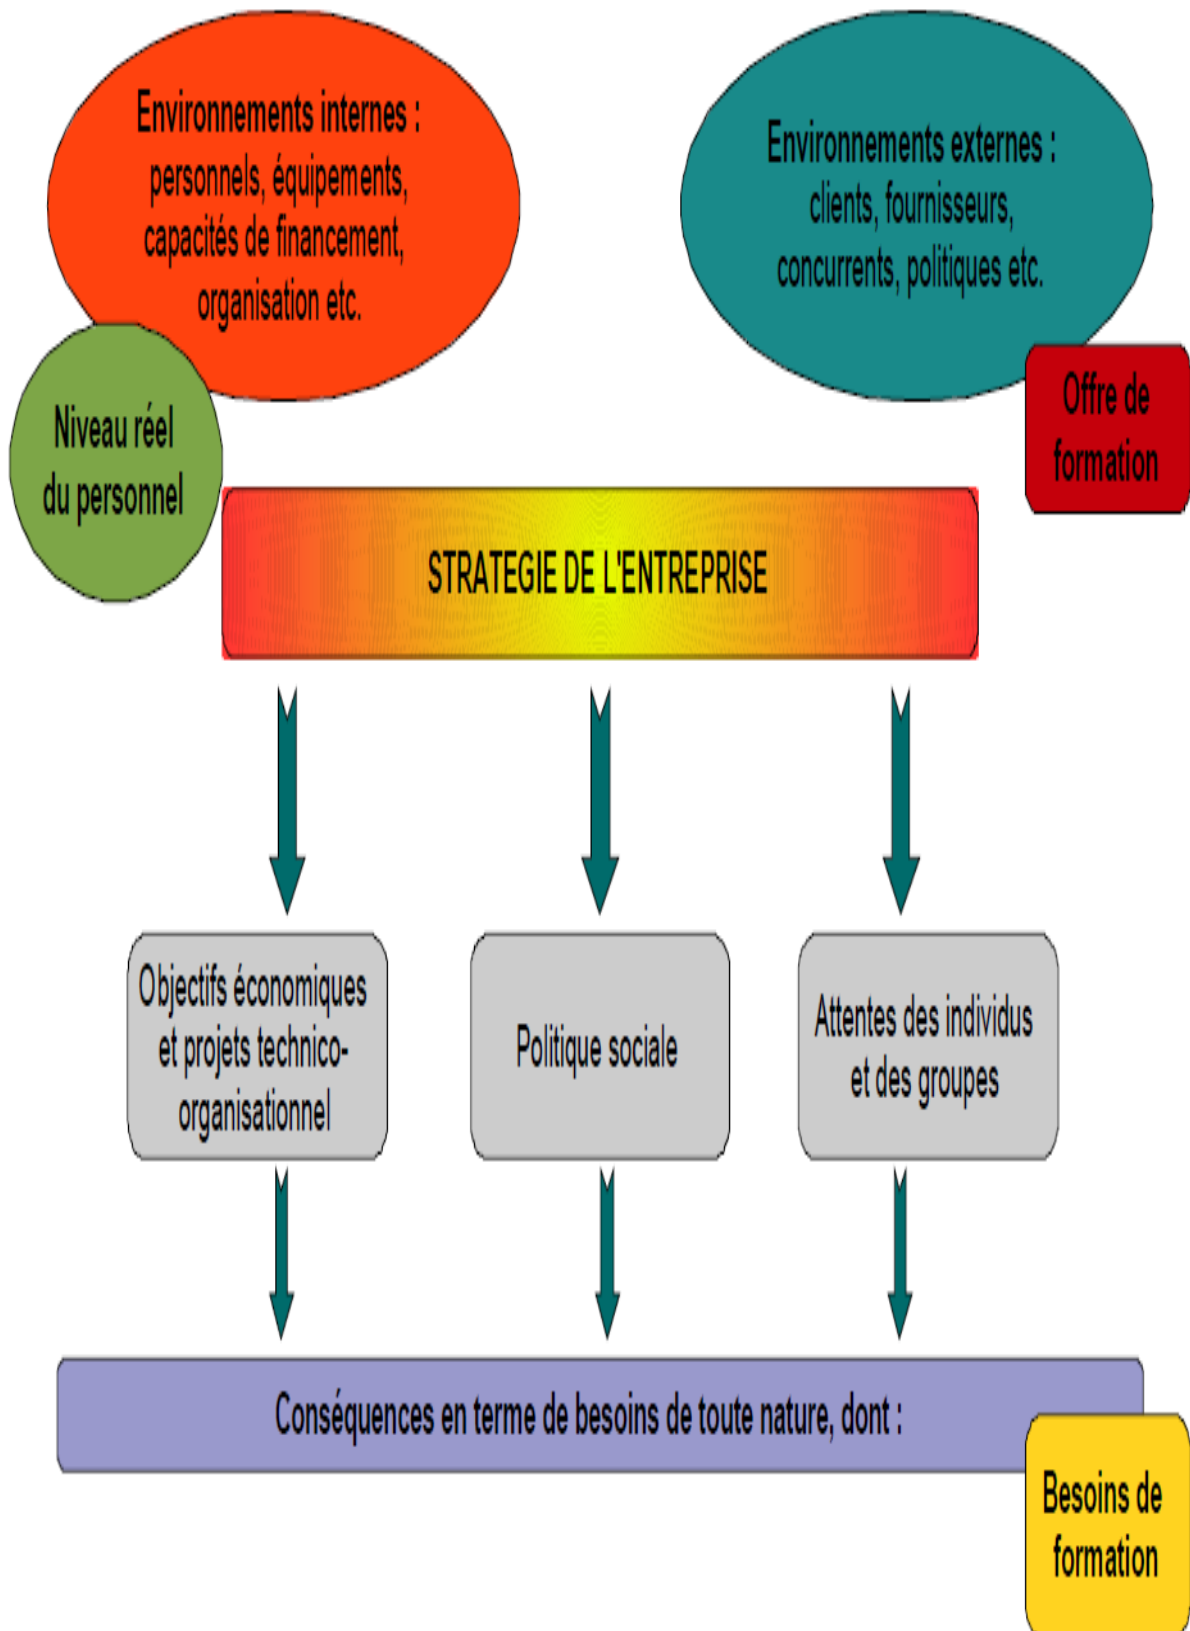 Environnements internes :
personnels, équipements,
capacités de financement,
organisation etc.
Environnements externes :
clients, fournisseurs,
concurrents, politiques etc.
Niveau réel
du personnel
Offre de
formation
STRATEGIE DE L'ENTREPRISE
Objectifs économiques
et projets technico-
organisationnel
Politique sociale
Attentes des individus
et des groupes
Conséquences en terme de besoins de toute nature, dont :
Besoins de
formation